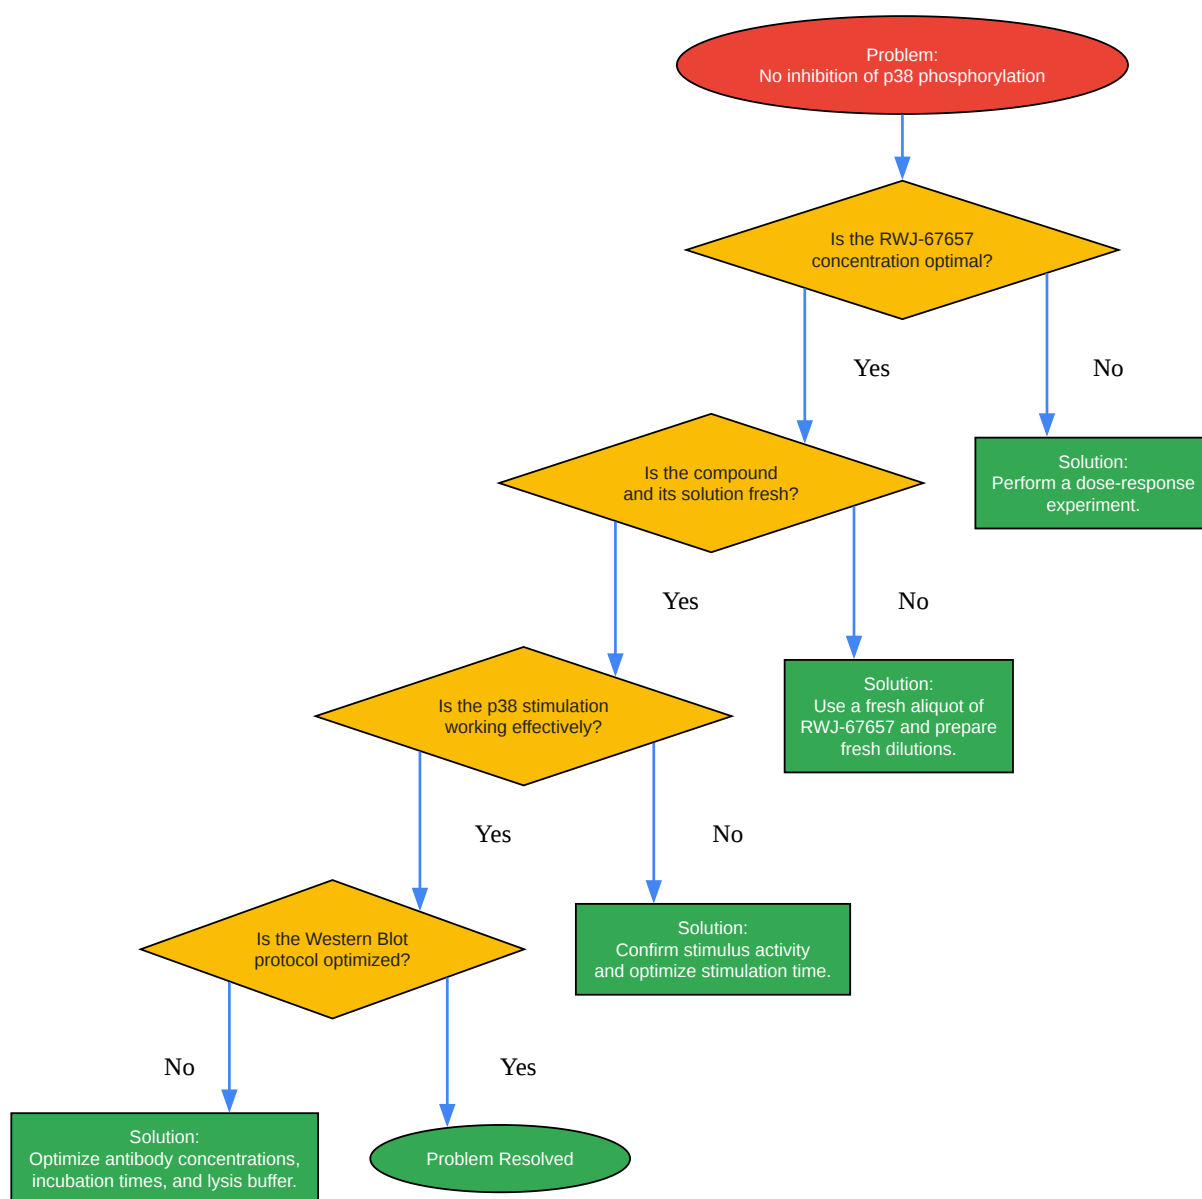 Problem:
No inhibition of p38 phosphorylation
Is the RWJ-67657
concentration optimal?
Yes
No
Solution:
Perform a dose-response
experiment.
Is the compound
and its solution fresh?
Yes
No
Solution:
Use a fresh aliquot of
RWJ-67657 and prepare
fresh dilutions.
Is the p38 stimulation
working effectively?
Yes
No
Solution:
Confirm stimulus activity
and optimize stimulation time.
Is the Western Blot
protocol optimized?
No
Yes
Solution:
Optimize antibody concentrations,
incubation times, and lysis buffer.
Problem Resolved